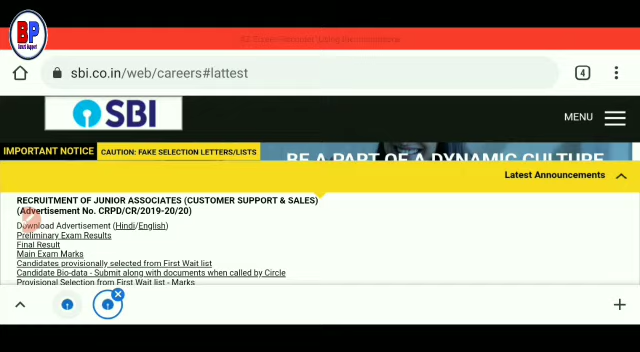 BP
sbi.co.in/web/careers#lattest
4
SBI
MENU
IMPORTANT NOTICE
CAUTION: FAKE SELECTION LETTERS/LISTS
BE A PART OF A DYNAMIC CULTURE
Latest Announcements
RECRUITMENT OF JUNIOR ASSOCIATES (CUSTOMER SUPPORT & SALES)
(Advertisement No. CRPD/CR/2019-20/20)
Download Advertisement (Hindi/English)
Preliminary Exam Results
Final Result
Main Exam Marks
Candidates provisionally selected from First Wait list
Candidate Bio-data - Submit along with documents when called by Circle
Provisional Selection from First Wait list - Marks